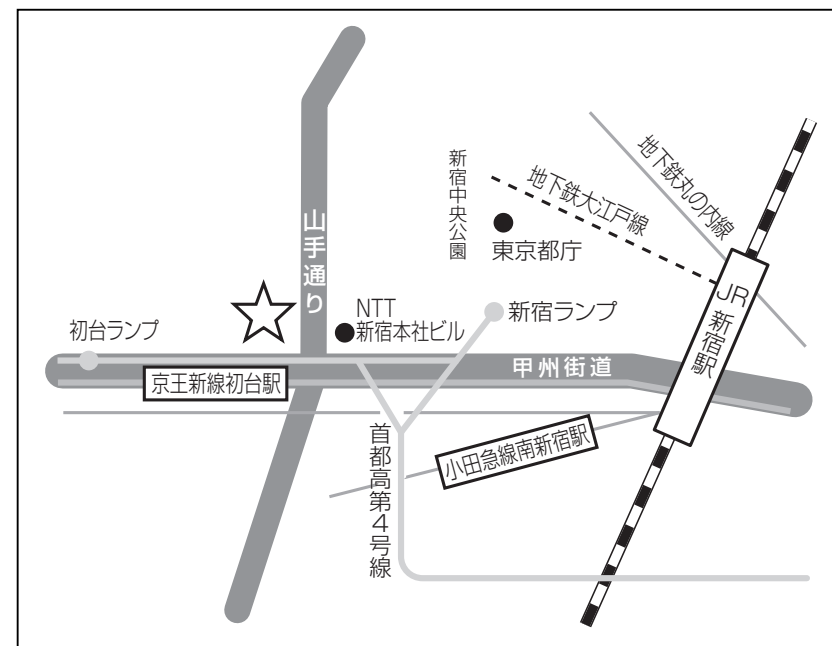 地下鉄丸の内線
地下鉄大江戸線
新宿中央公園
東京都庁
山手通り
JR新宿駅
NTT
新宿本社ビル
新宿ランプ
初台ランプ
甲州街道
京王新線初台駅
小田急線南新宿駅
首都高第4号線